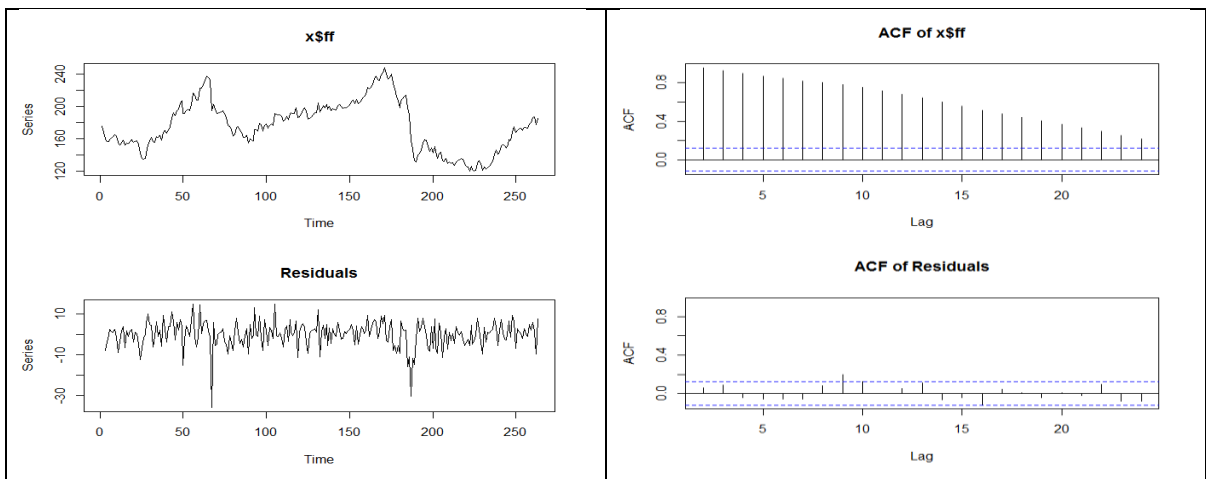 x$ff
Series
120 160 200 240
0 50 100 150 200 250
Time
Residuals
Series
-30 -10 10
0 50 100 150 200 250
Time
ACF of x$ff
ACF
0.0 0.4 0.8
5 10 15 20
Lag
ACF of Residuals
ACF
0.0 0.4 0.8
5 10 15 20
Lag